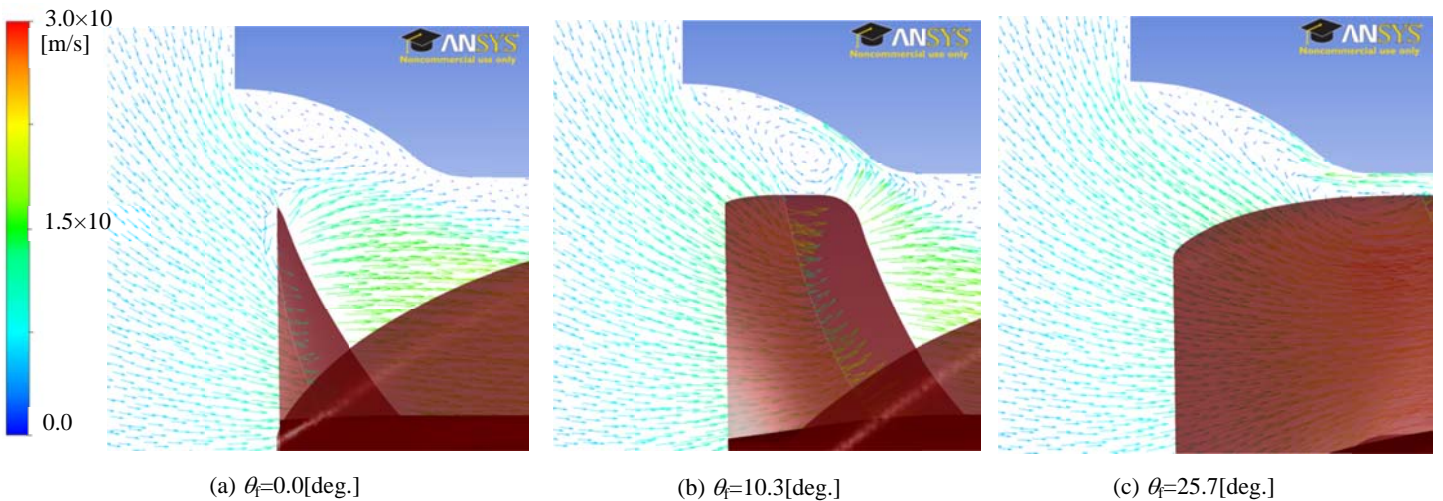 3.0×10
[m/s]
1.5×10
0.0
ANSYS
Noncommercial use only
ANSYS
Noncommercial use only
ANSYS
Noncommercial use only
(a) θf=0.0[deg.]
(b) θf=10.3[deg.]
(c) θf=25.7[deg.]